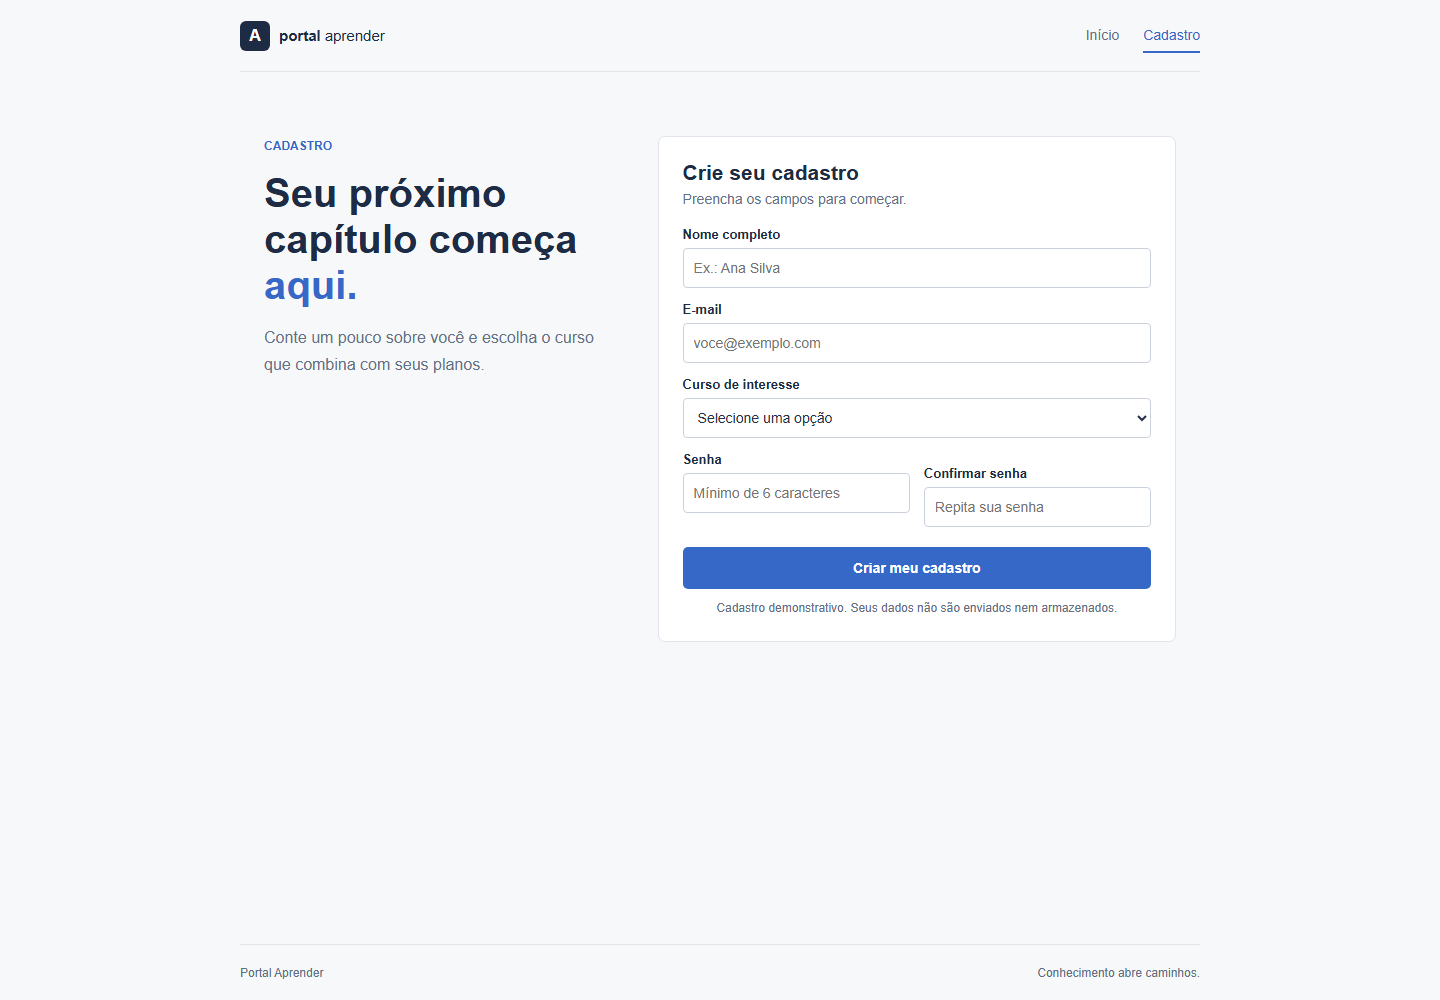 A portal aprender
Início Cadastro
CADASTRO
Seu próximo
capítulo começa
aqui.
Conte um pouco sobre você e escolha o curso
que combina com seus planos.
Crie seu cadastro
Preencha os campos para começar.
Nome completo
Ex.: Ana Silva
E-mail
voce@exemplo.com
Curso de interesse
Selecione uma opção
Senha
Mínimo de 6 caracteres
Confirmar senha
Repita sua senha
Criar meu cadastro
Cadastro demonstrativo. Seus dados não são enviados nem armazenados.
Portal Aprender
Conhecimento abre caminhos.